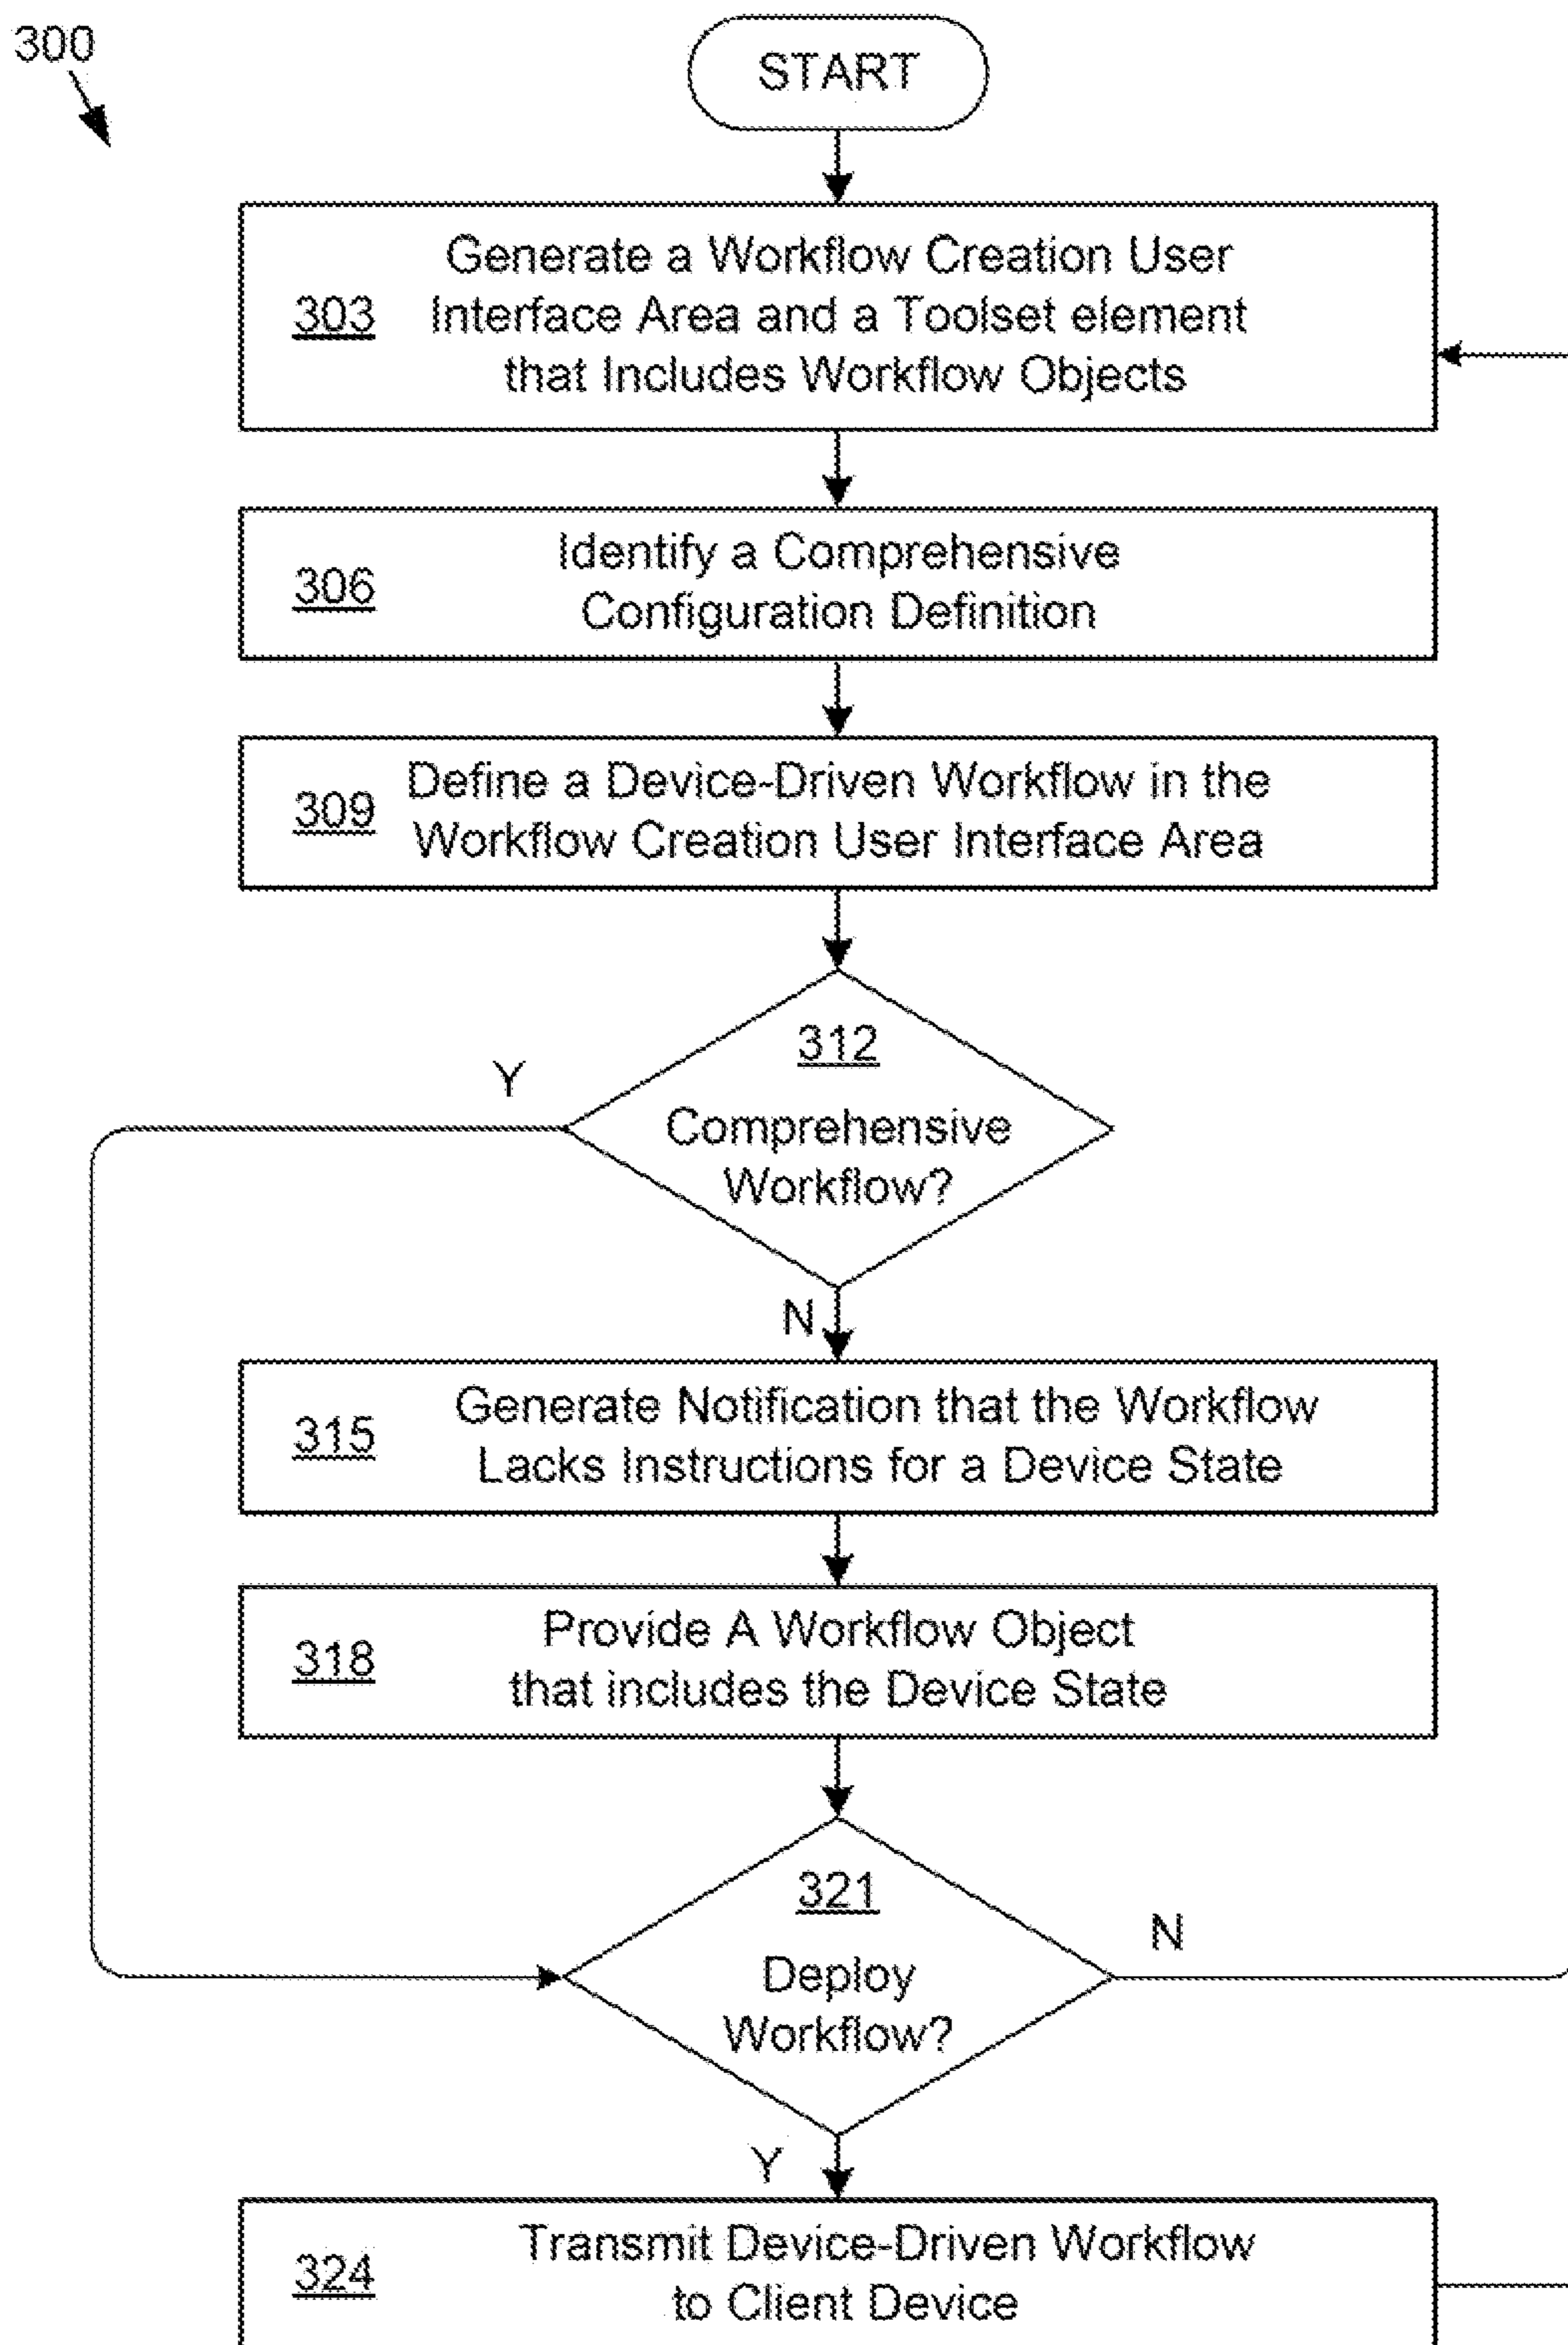 300
START
303
Generate a Workflow Creation User
Interface Area and a Toolset element
that Includes Workflow Objects
306
Identify a Comprehensive
Configuration Definition
309
Define a Device-Driven Workflow in the
Workflow Creation User Interface Area
312
Comprehensive
Workflow?
Y
N
315
Generate Notification that the Workflow
Lacks Instructions for a Device State
318
Provide A Workflow Object
that includes the Device State
321
Deploy
Workflow?
N
Y
324
Transmit Device-Driven Workflow
to Client Device